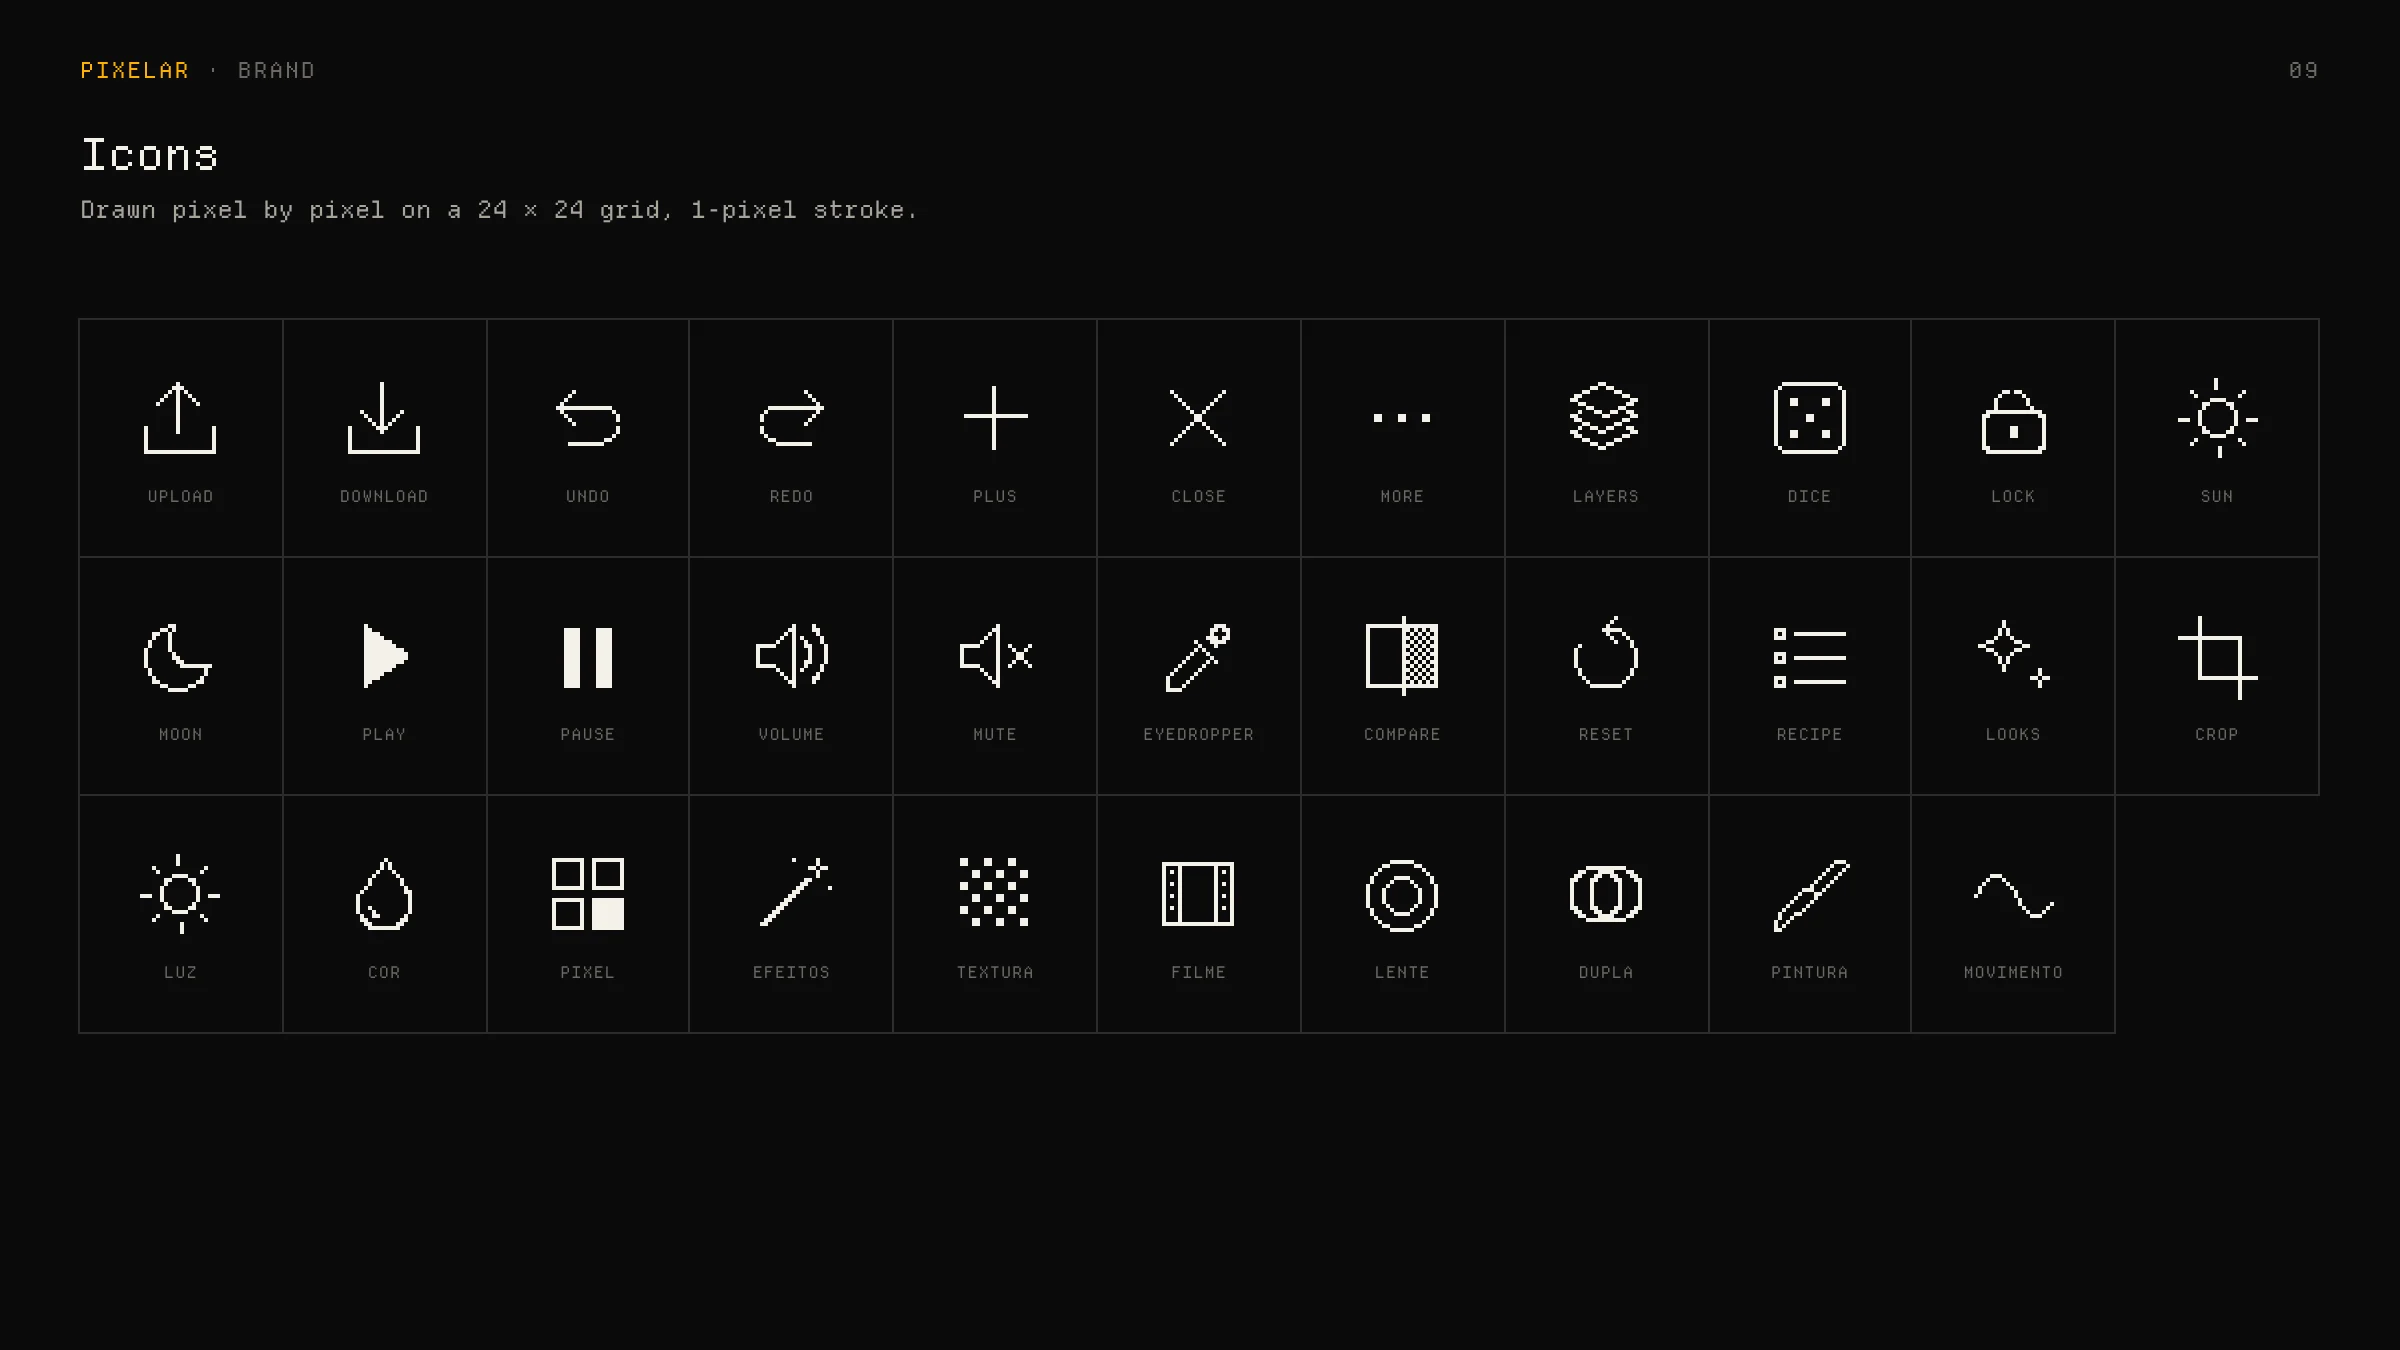 PIXELAR · BRAND
09
Icons
Drawn pixel by pixel on a 24 × 24 grid, 1-pixel stroke.
UPLOAD DOWNLOAD UNDO REDO PLUS CLOSE MORE LAYERS DICE LOCK SUN
MOON PLAY PAUSE VOLUME MUTE EYEDROPPER COMPARE RESET RECIPE LOOKS CROP
LUZ COR PIXEL EFEITOS TEXTURA FILME LENTE DUPLA PINTURA MOVIMENTO